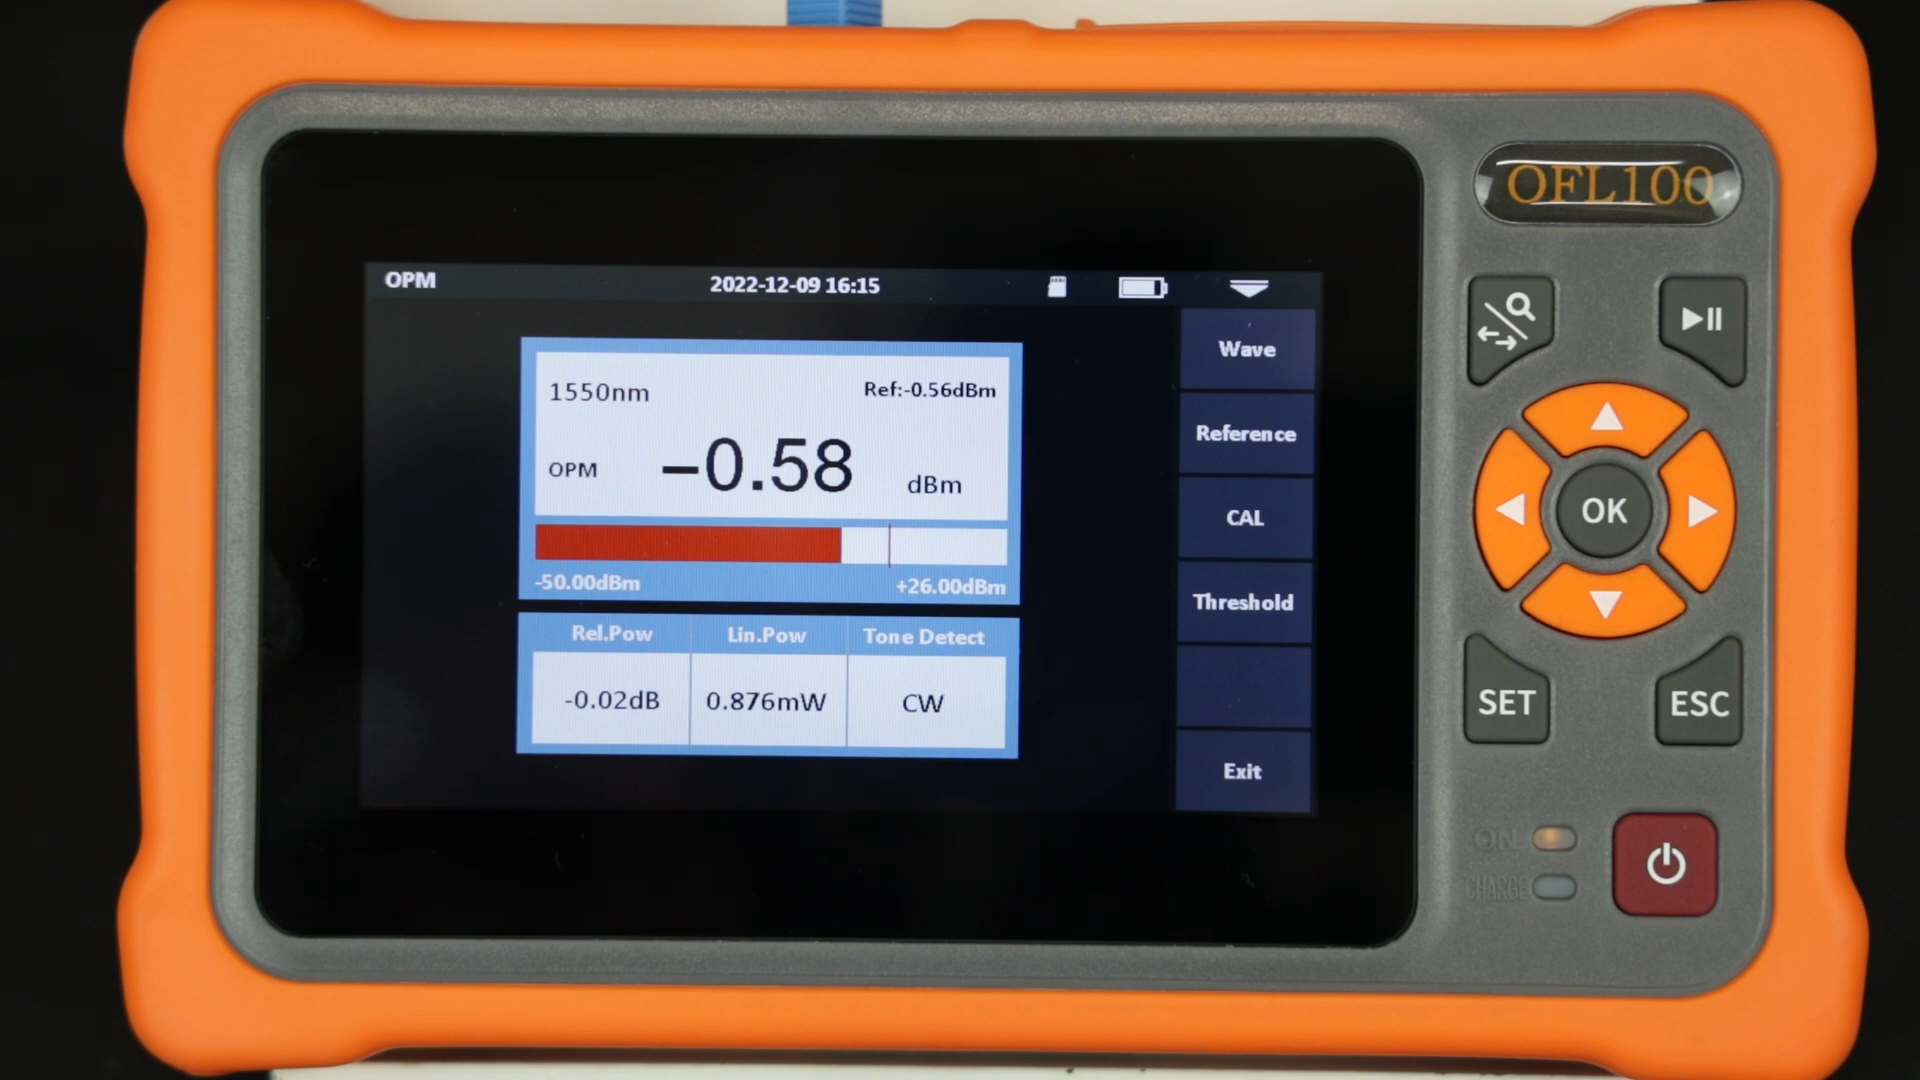 OFL100
OPM
2022-12-09 16:15
1550nm
Ref:-0.56dBm
OPM
-0.58
dBm
-50.00dBm
+26.00dBm
Rel.Pow
Lin.Pow
Tone Detect
-0.02dB
0.876mW
CW
Wave
Reference
CAL
Threshold
Exit
OK
SET
ESC
ON
CHARGE